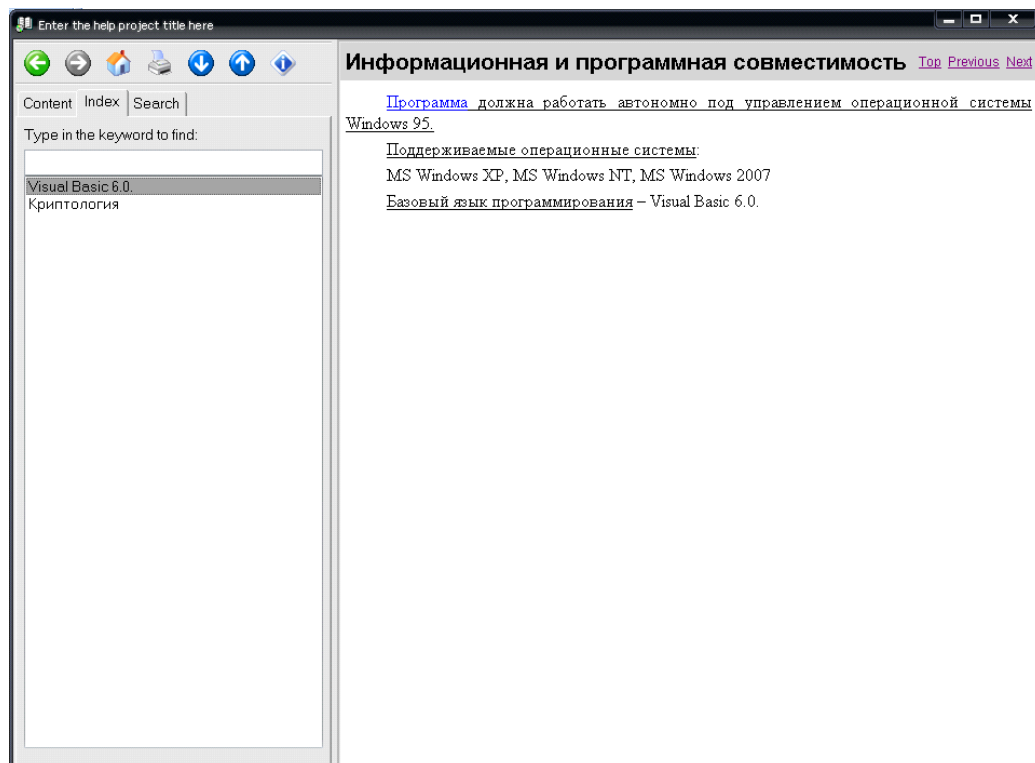 Enter the help project title here
Content Index Search
Type in the keyword to find:
Visual Basic 6.0.
Криптология
Информационная и программная совместимость Top Previous Next
Программа должна работать автономно под управлением операционной системы
Windows 95.
Поддерживаемые операционные системы:
MS Windows XP, MS Windows NT, MS Windows 2007
Базовый язык программирования – Visual Basic 6.0.